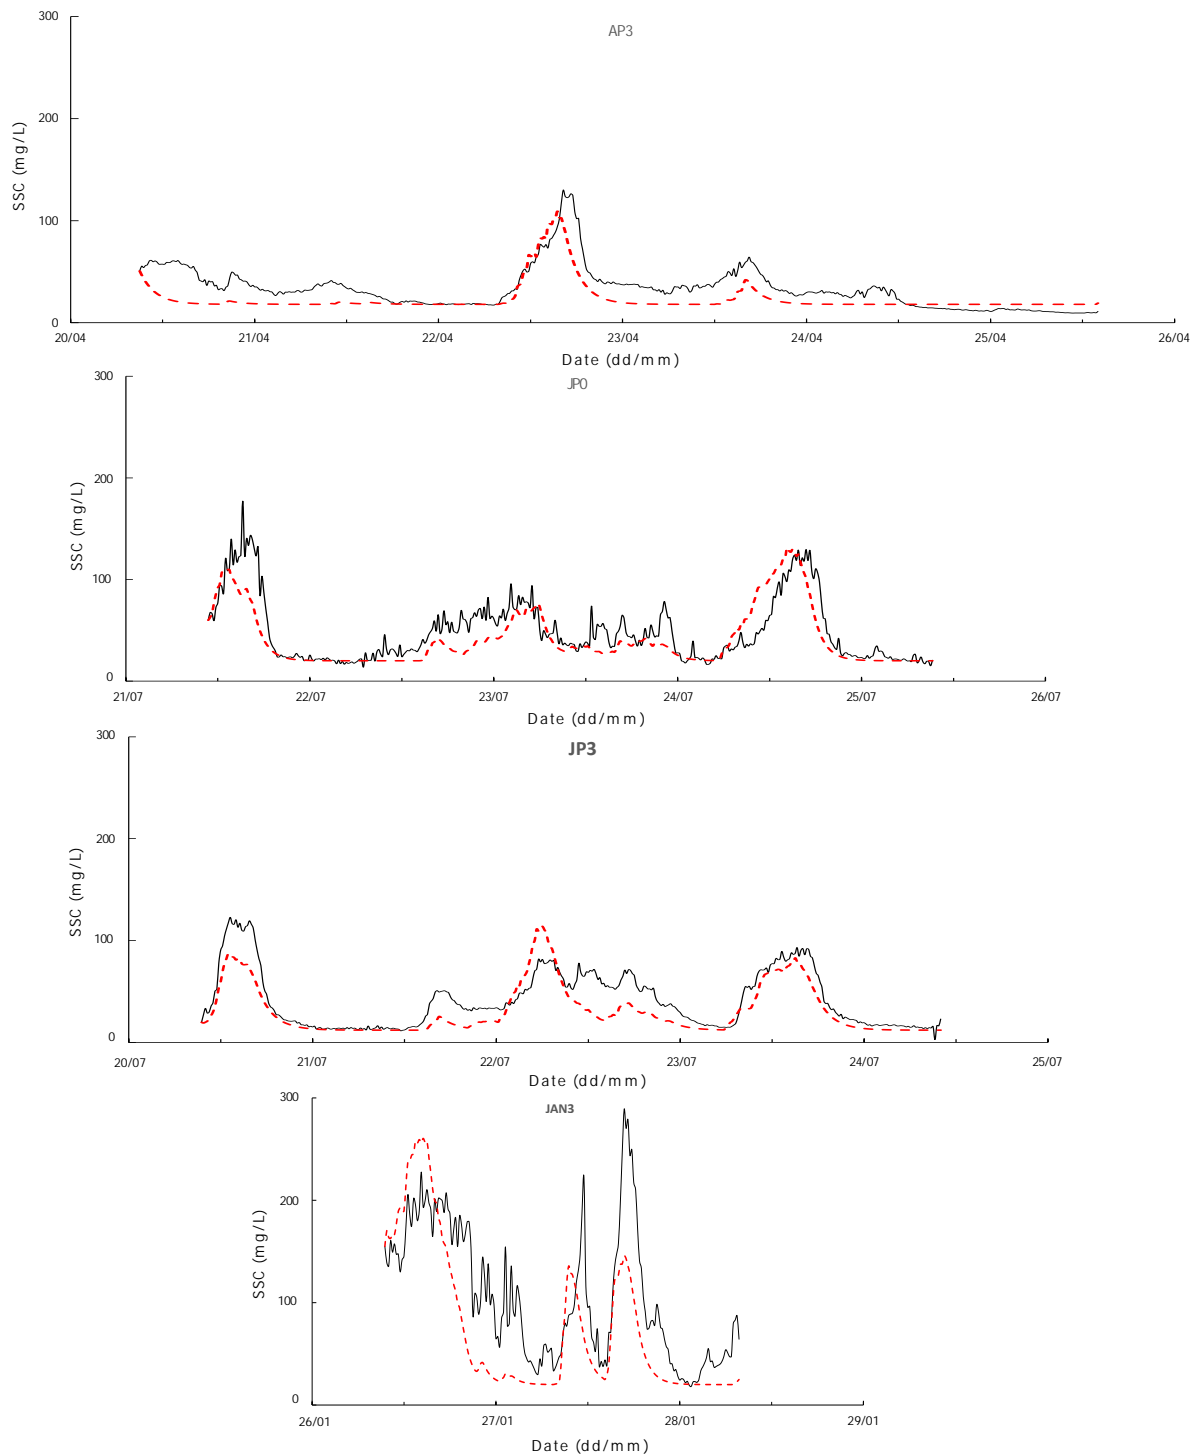 AP3
300
200
100
0
SSC (mg/L)
20/04 21/04 22/04 23/04 24/04 25/04 26/04
Date (dd/mm)
JP0
300
200
100
0
SSC (mg/L)
21/07 22/07 23/07 24/07 25/07 26/07
Date (dd/mm)
JP3
300
200
100
0
SSC (mg/L)
20/07 21/07 22/07 23/07 24/07 25/07
Date (dd/mm)
JAN3
300
200
100
0
SSC (mg/L)
26/01 27/01 28/01 29/01
Date (dd/mm)